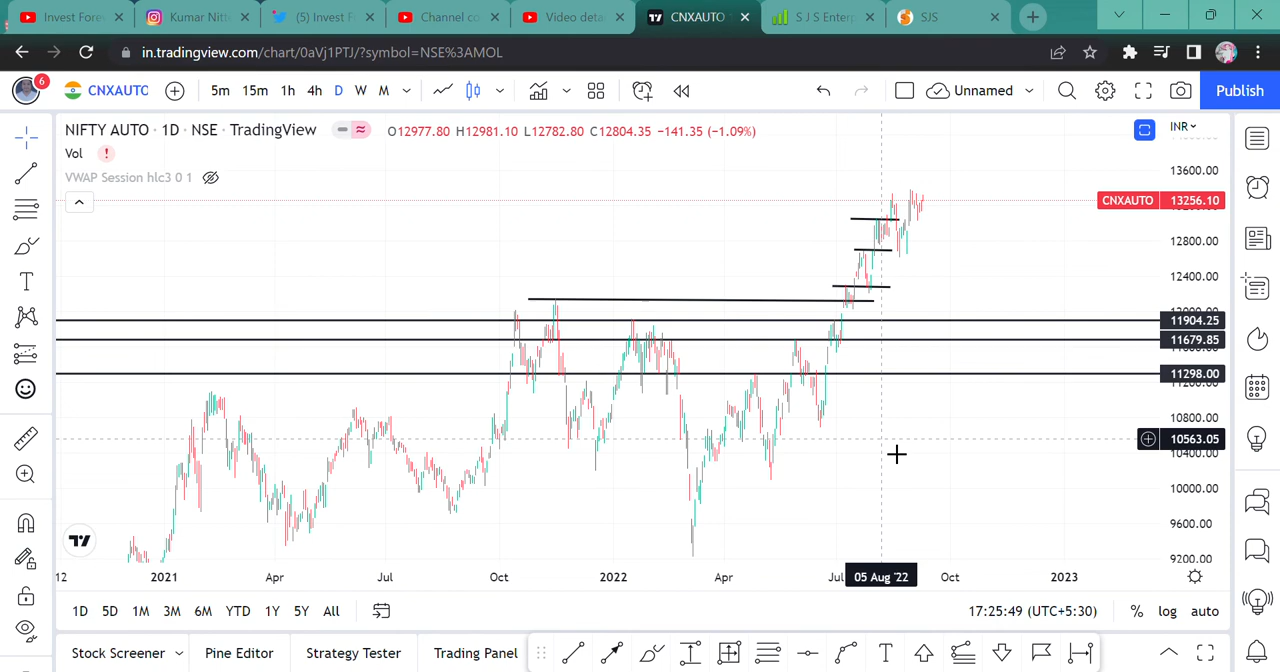 Invest Fore
Kumar Nitt
(5) Invest F
Channel co
Video deta
CNXAUTO
S J S Enterp
SJS
in.tradingview.com/chart/0aVj1PTJ/?symbol=NSE%3AMOL
6
CNXAUTO
5m 15m 1h 4h D W M
Unnamed
Publish
NIFTY AUTO · 1D · NSE · TradingView
O12977.80 H12981.10 L12782.80 C12804.35 −141.35 (−1.09%)
INR
Vol
VWAP Session hlc3 0 1
13600.00
CNXAUTO 13256.10
12800.00
12400.00
11904.25
11679.85
11298.00
10800.00
10563.05
10400.00
10000.00
9600.00
9200.00
12 2021 Apr Jul Oct 2022 Apr Jul 05 Aug '22 Oct 2023
1D 5D 1M 3M 6M YTD 1Y 5Y All
17:25:49 (UTC+5:30)
% log auto
Stock Screener
Pine Editor
Strategy Tester
Trading Panel